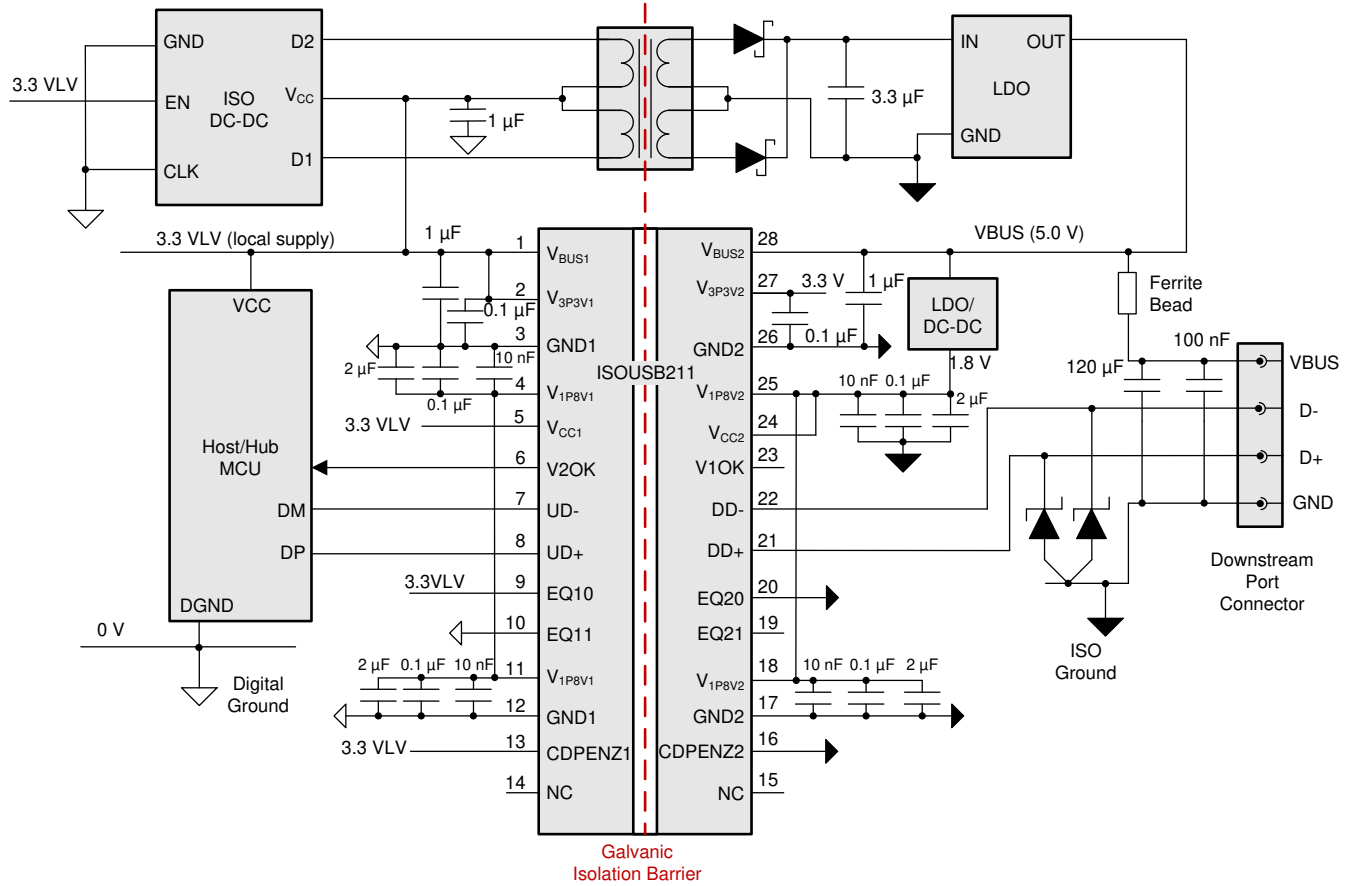 GND
D2
IN
OUT
3.3 VLV
EN
ISO
DC-DC
VCC
1 µF
3.3 µF
LDO
D1
GND
CLK
3.3 VLV (local supply)
1 µF
1
VBUS1
VBUS2
28
VBUS (5.0 V)
VCC
2
V3P3V1
0.1 µF
V3P3V2
27
3.3 V
1 µF
LDO/
DC-DC
Ferrite
Bead
3
GND1
GND2
26
0.1 µF
1.8 V
100 nF
2 µF
10 nF
ISOUSB211
120 µF
VBUS
4
V1P8V1
0.1 µF
V1P8V2
25
10 nF
0.1 µF
2 µF
D-
3.3 VLV
5
VCC1
VCC2
24
Host/Hub
MCU
6
V2OK
V1OK
23
D+
DM
7
UD-
DD-
22
GND
DP
8
UD+
DD+
21
Downstream
Port
Connector
3.3VLV
9
EQ10
EQ20
20
DGND
0 V
10
EQ11
EQ21
19
ISO
Ground
2 µF
0.1 µF
10 nF
11
V1P8V1
V1P8V2
18
10 nF
0.1 µF
2 µF
Digital
Ground
12
GND1
GND2
17
3.3 VLV
13
CDPENZ1
CDPENZ2
16
14
NC
NC
15
Galvanic
Isolation Barrier